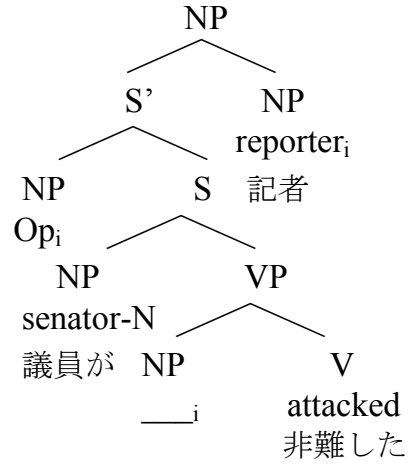 NP
S’ NP
reporterᵢ
NP S 記者
Opᵢ
NP VP
senator-N
議員が NP V
___ᵢ attacked
非難した